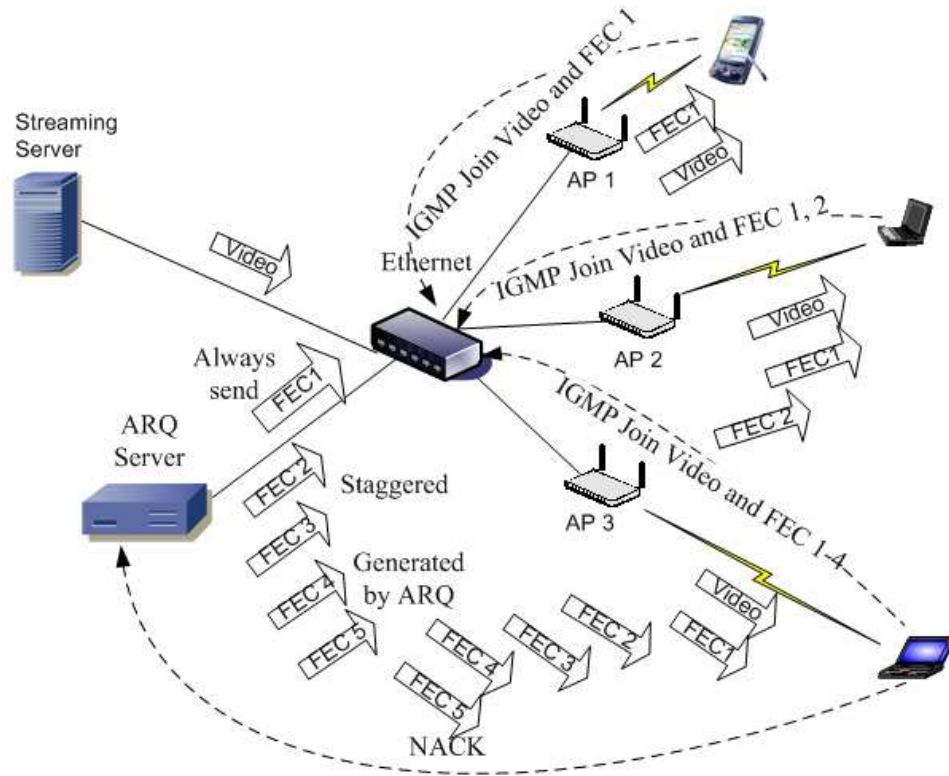 Streaming
Server
Video
Ethernet
IGMP Join Video and FEC 1
AP 1
FEC1
Video
IGMP Join Video and FEC 1, 2
AP 2
Video
FEC1
FEC 2
Always
send
FEC1
ARQ
Server
FEC 2
Staggered
FEC 3
Generated
by ARQ
FEC 4
FEC 5
IGMP Join Video and FEC 1-4
AP 3
Video
FEC1
FEC 2
FEC 3
FEC 4
FEC 5
NACK